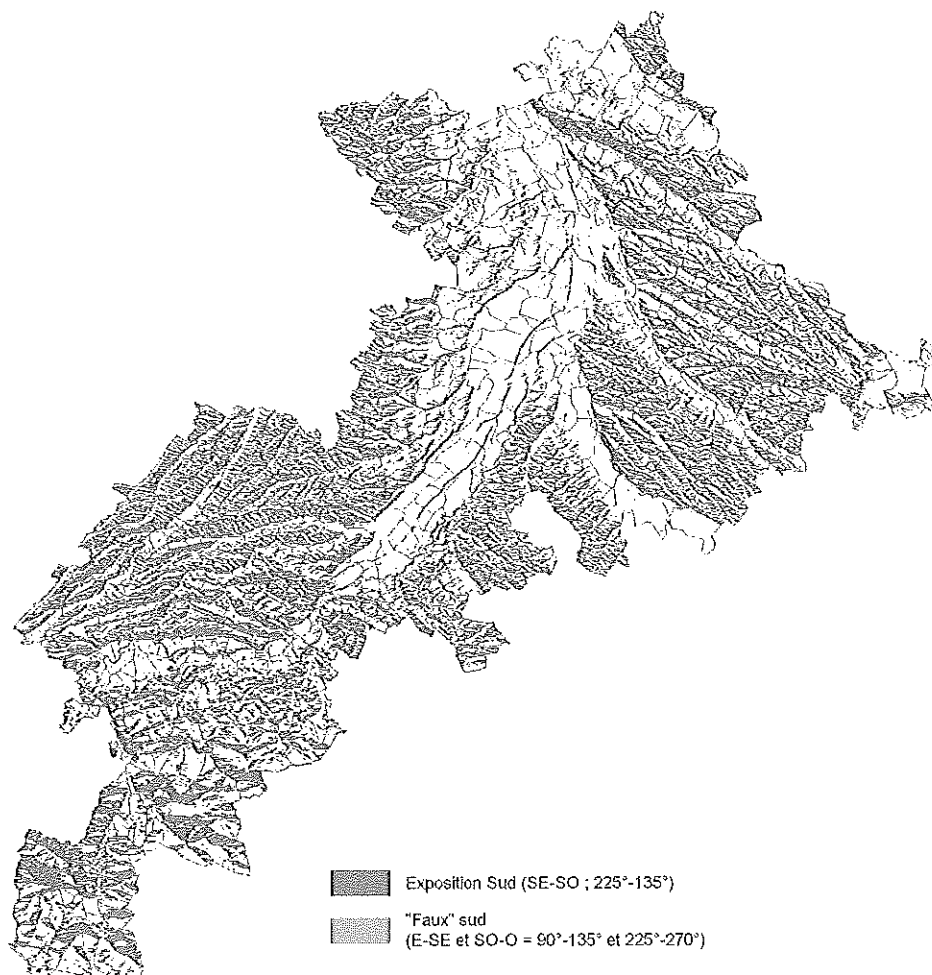 Exposition Sud (SE-SO ; 225°-135°)
"Faux" sud
(E-SE et SO-O = 90°-135° et 225°-270°)